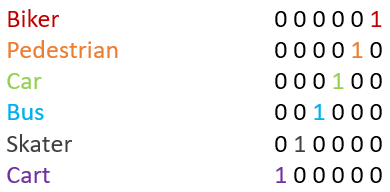 Biker 0 0 0 0 0 1
Pedestrian 0 0 0 0 1 0
Car 0 0 0 1 0 0
Bus 0 0 1 0 0 0
Skater 0 1 0 0 0 0
Cart 1 0 0 0 0 0